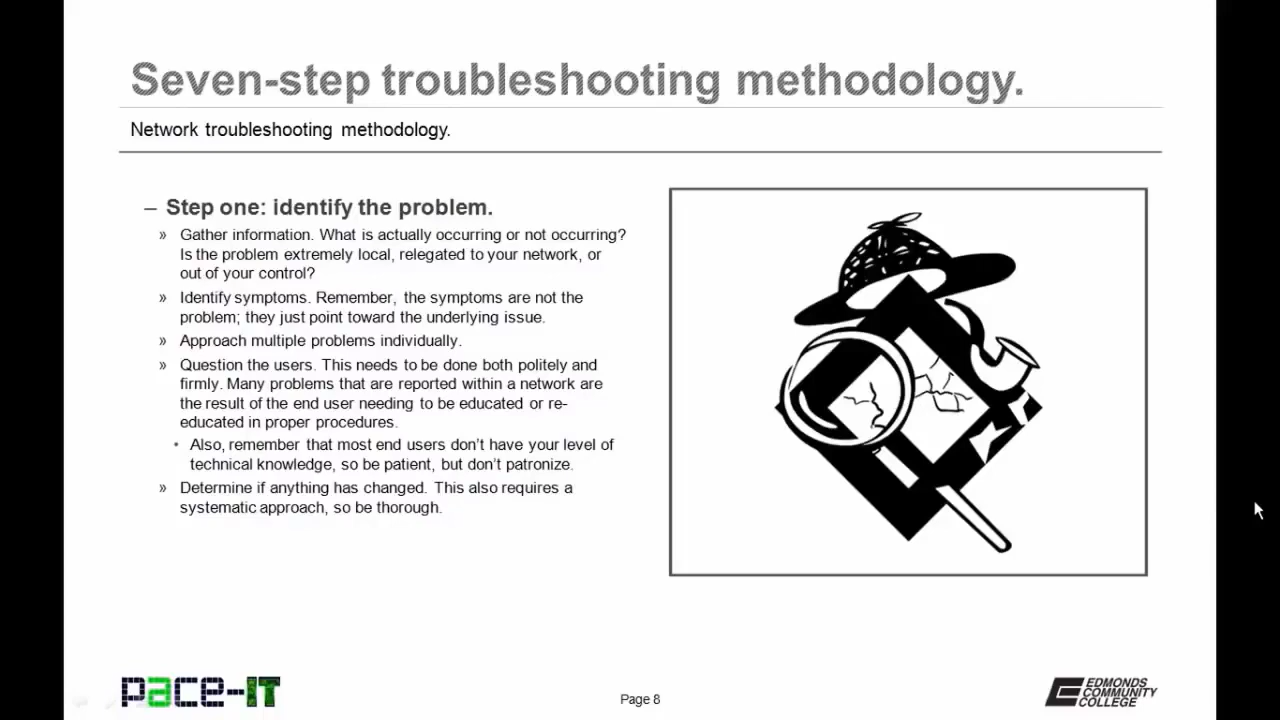 Seven-step troubleshooting methodology.
Network troubleshooting methodology.
– Step one: identify the problem.
» Gather information. What is actually occurring or not occurring?
Is the problem extremely local, relegated to your network, or
out of your control?
» Identify symptoms. Remember, the symptoms are not the
problem; they just point toward the underlying issue.
» Approach multiple problems individually.
» Question the users. This needs to be done both politely and
firmly. Many problems that are reported within a network are
the result of the end user needing to be educated or re-
educated in proper procedures.
• Also, remember that most end users don't have your level of
technical knowledge, so be patient, but don't patronize.
» Determine if anything has changed. This also requires a
systematic approach, so be thorough.
pace-IT
Page 8
EDMONDS
COMMUNITY
COLLEGE